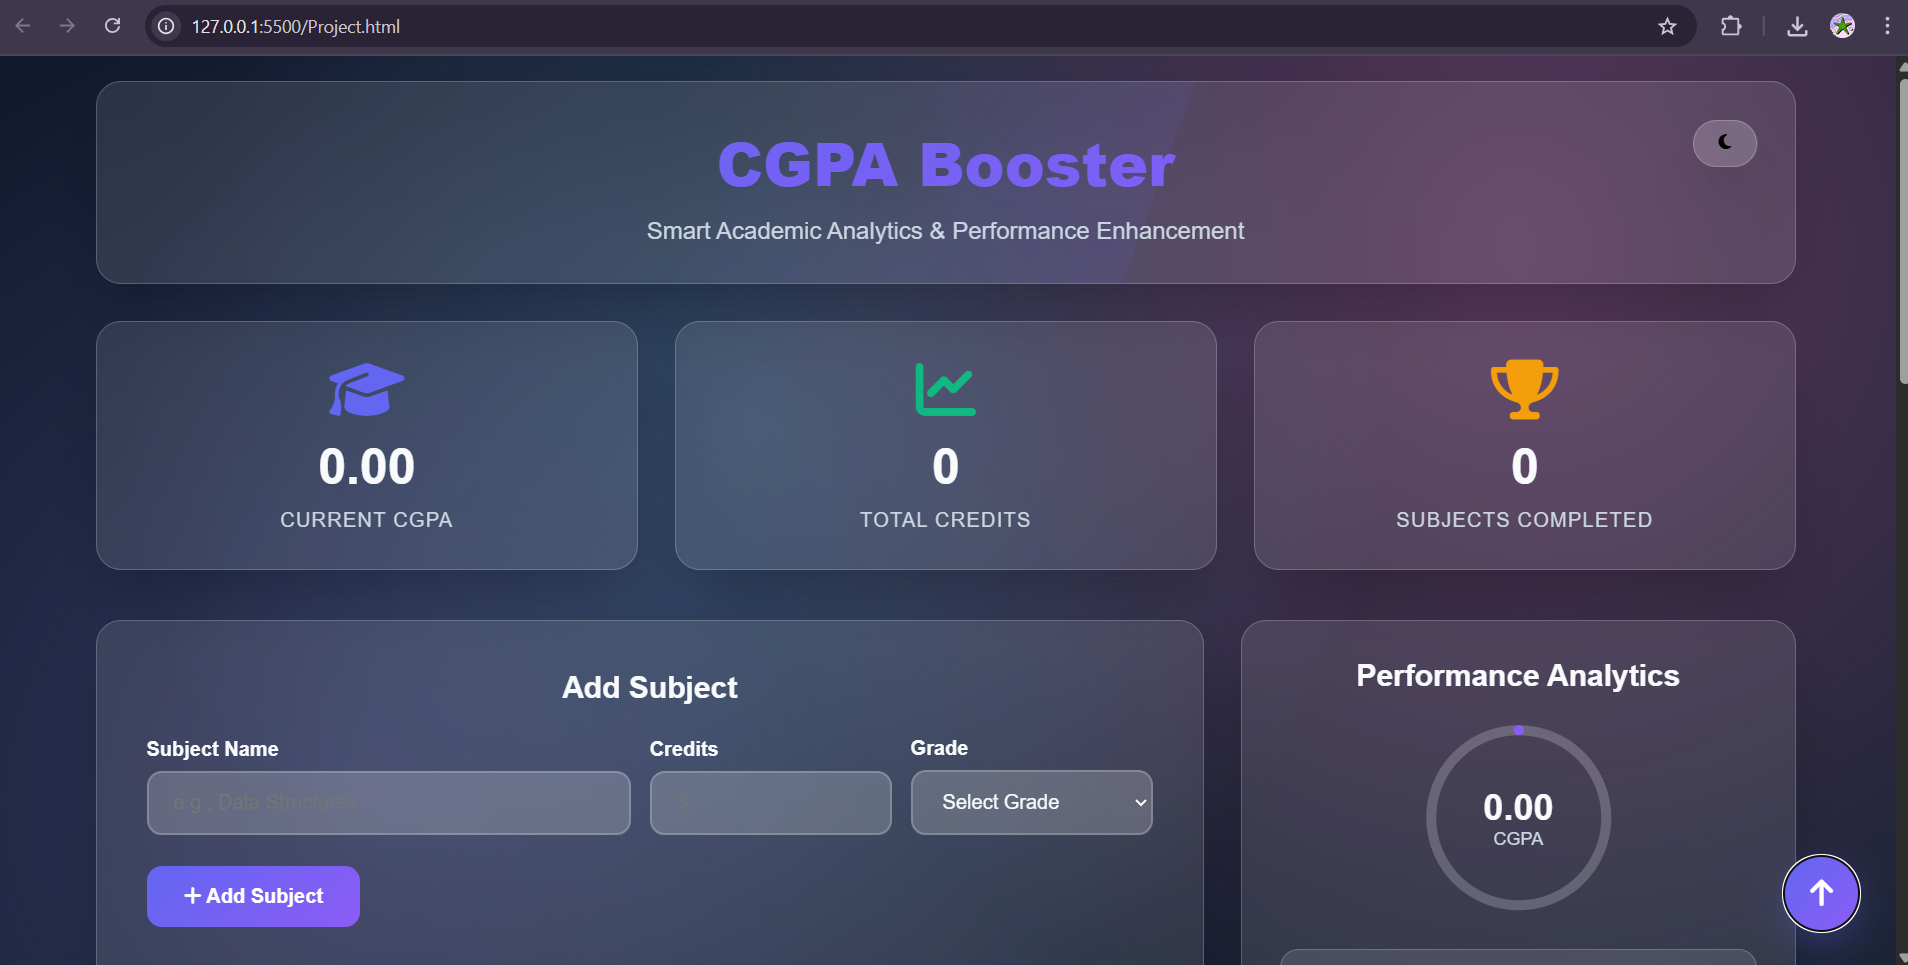 127.0.0.1:5500/Project.html
CGPA Booster
Smart Academic Analytics & Performance Enhancement
0.00
CURRENT CGPA
0
TOTAL CREDITS
0
SUBJECTS COMPLETED
Add Subject
Subject Name
Credits
Grade
e.g., Data Structures
3
Select Grade
+ Add Subject
Performance Analytics
0.00
CGPA